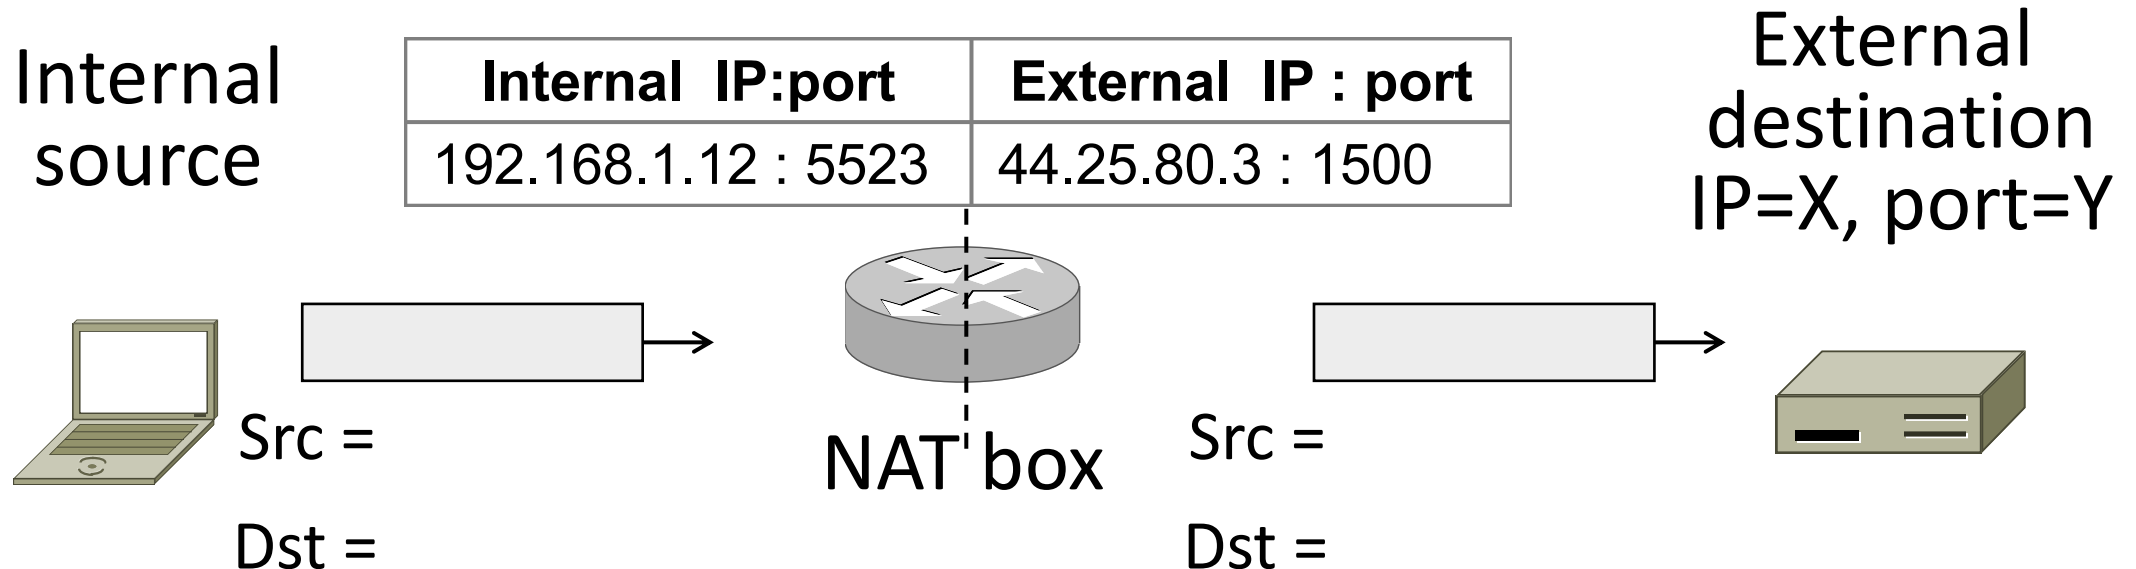 Internal
source
Internal IP:port
External IP : port
192.168.1.12 : 5523
44.25.80.3 : 1500
External
destination
IP=X, port=Y
Src =
Dst =
NAT box
Src =
Dst =